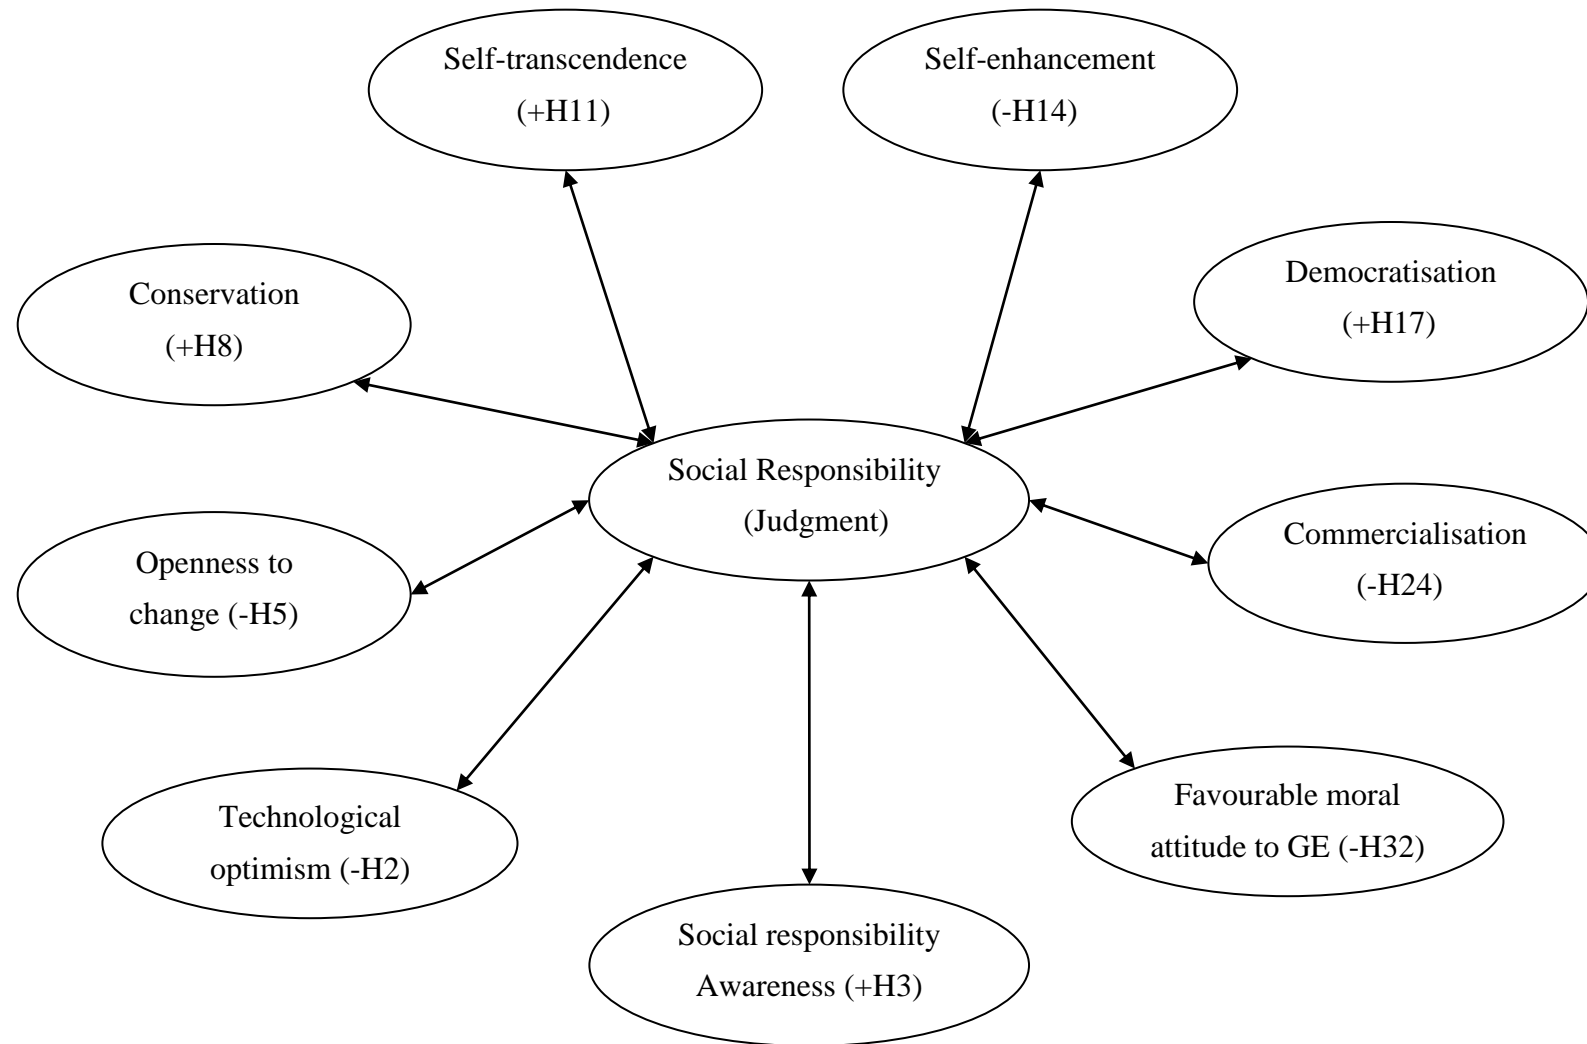 Self-transcendence
(+H11)
Self-enhancement
(-H14)
Conservation
(+H8)
Democratisation
(+H17)
Social Responsibility
(Judgment)
Openness to
change (-H5)
Commercialisation
(-H24)
Technological
optimism (-H2)
Favourable moral
attitude to GE (-H32)
Social responsibility
Awareness (+H3)